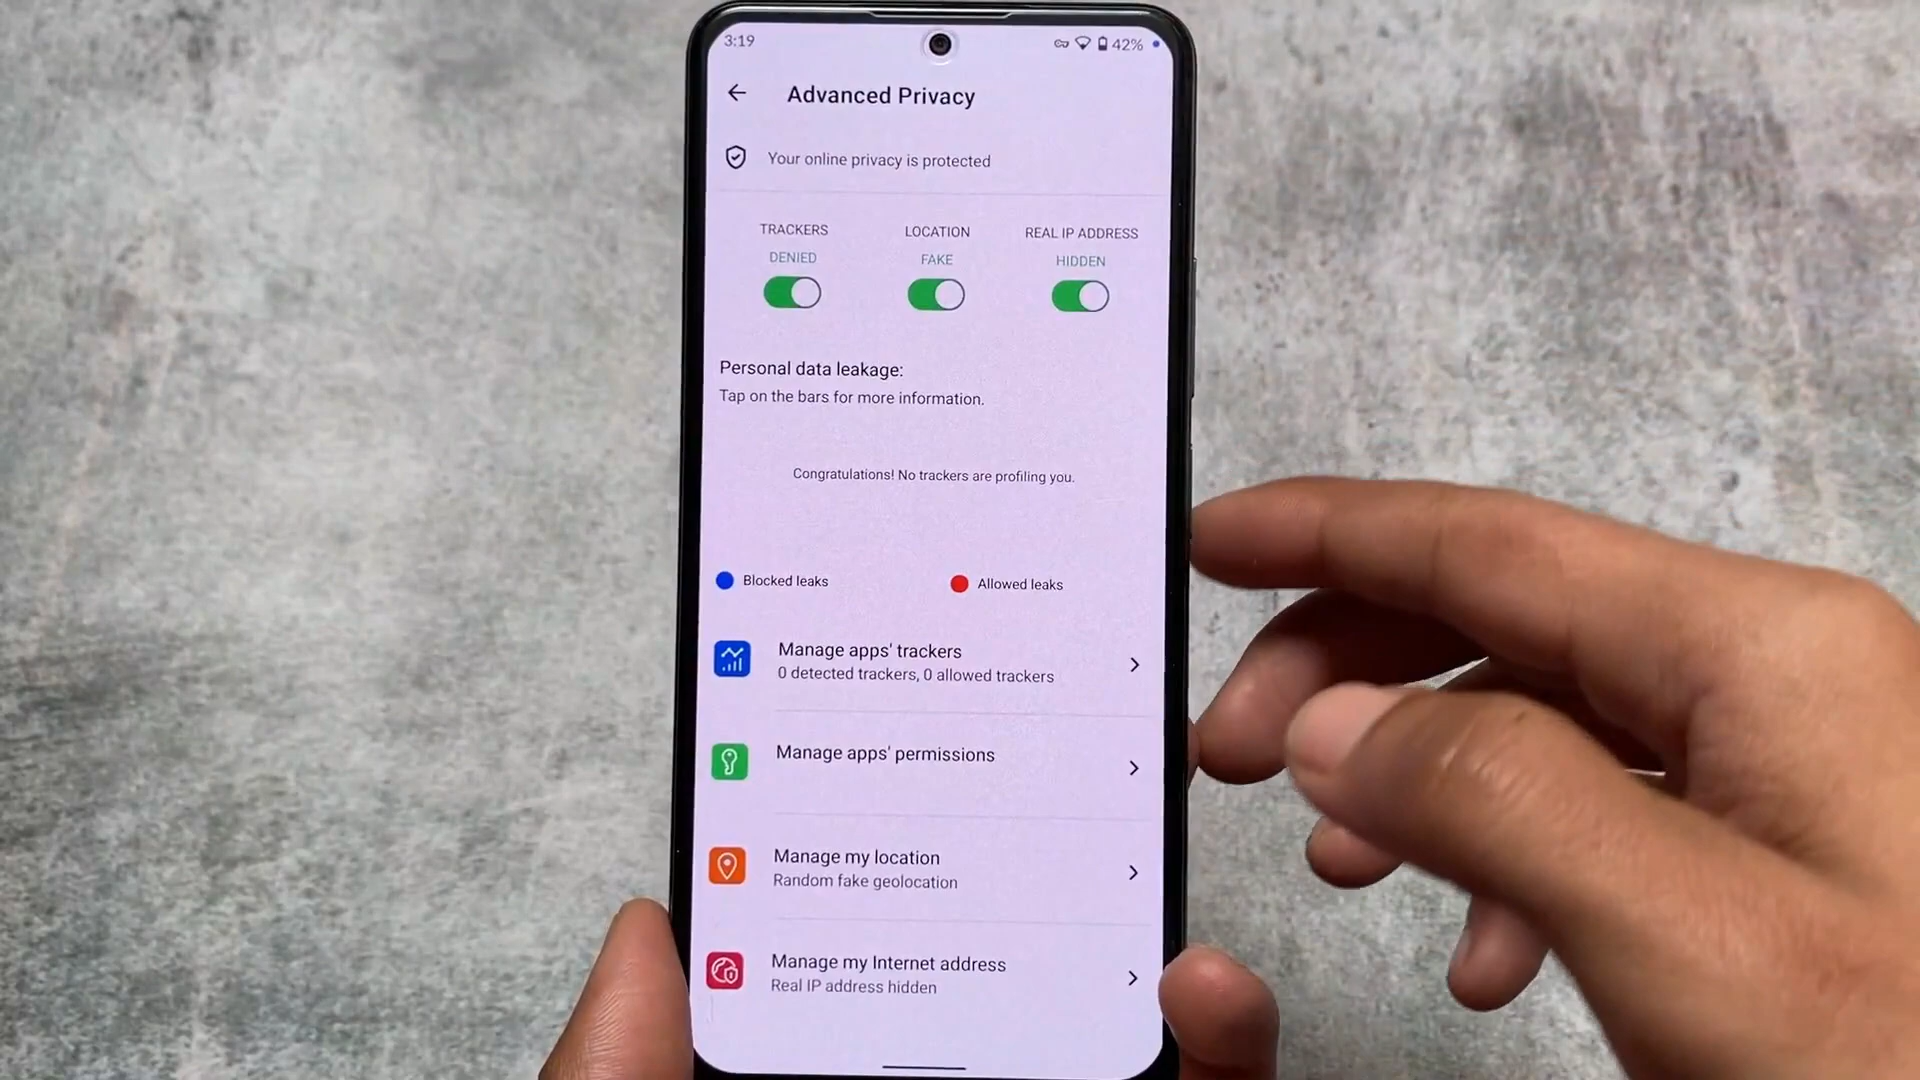 3:19
42%
Advanced Privacy
Your online privacy is protected
TRACKERS LOCATION REAL IP ADDRESS
DENIED FAKE HIDDEN
Personal data leakage:
Tap on the bars for more information.
Congratulations! No trackers are profiling you.
Blocked leaks Allowed leaks
Manage apps' trackers
0 detected trackers, 0 allowed trackers
Manage apps' permissions
Manage my location
Random fake geolocation
Manage my Internet address
Real IP address hidden